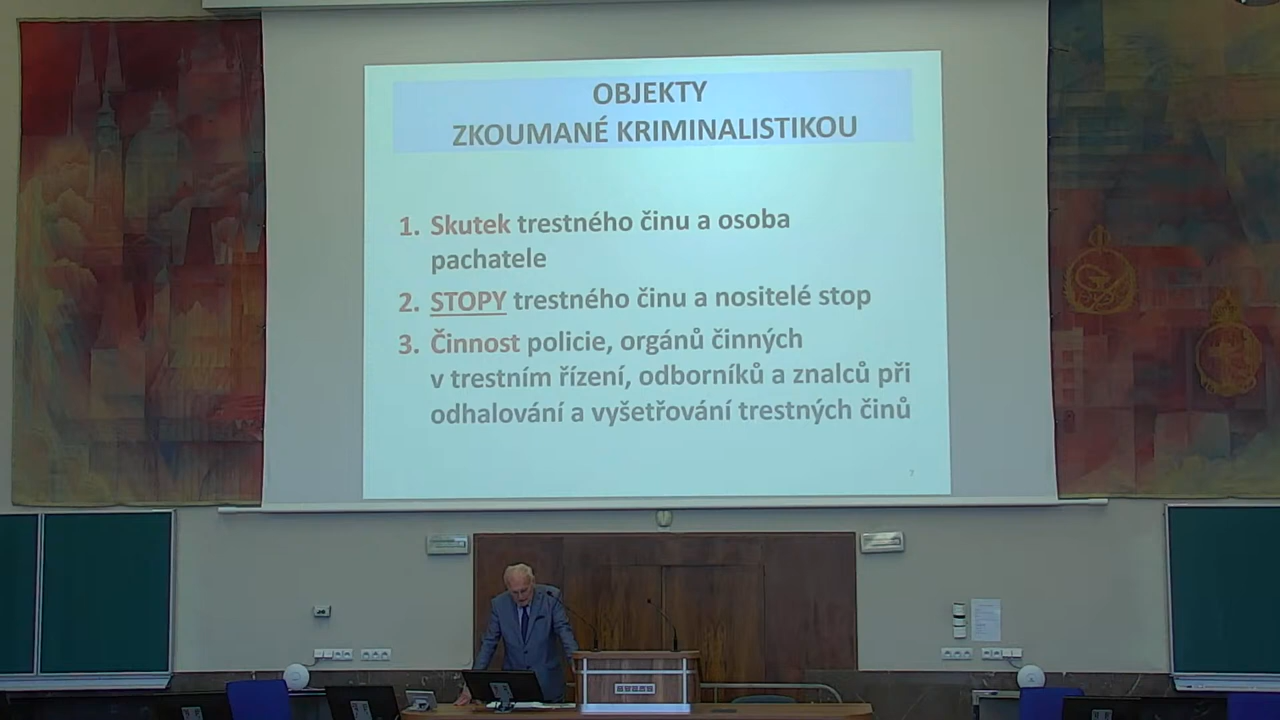 OBJEKTY
ZKOUMANÉ KRIMINALISTIKOU
1. Skutek trestného činu a osoba
pachatele
2. STOPY trestného činu a nositelé stop
3. Činnost policie, orgánů činných
v trestním řízení, odborníků a znalců při
odhalování a vyšetřování trestných činů
7